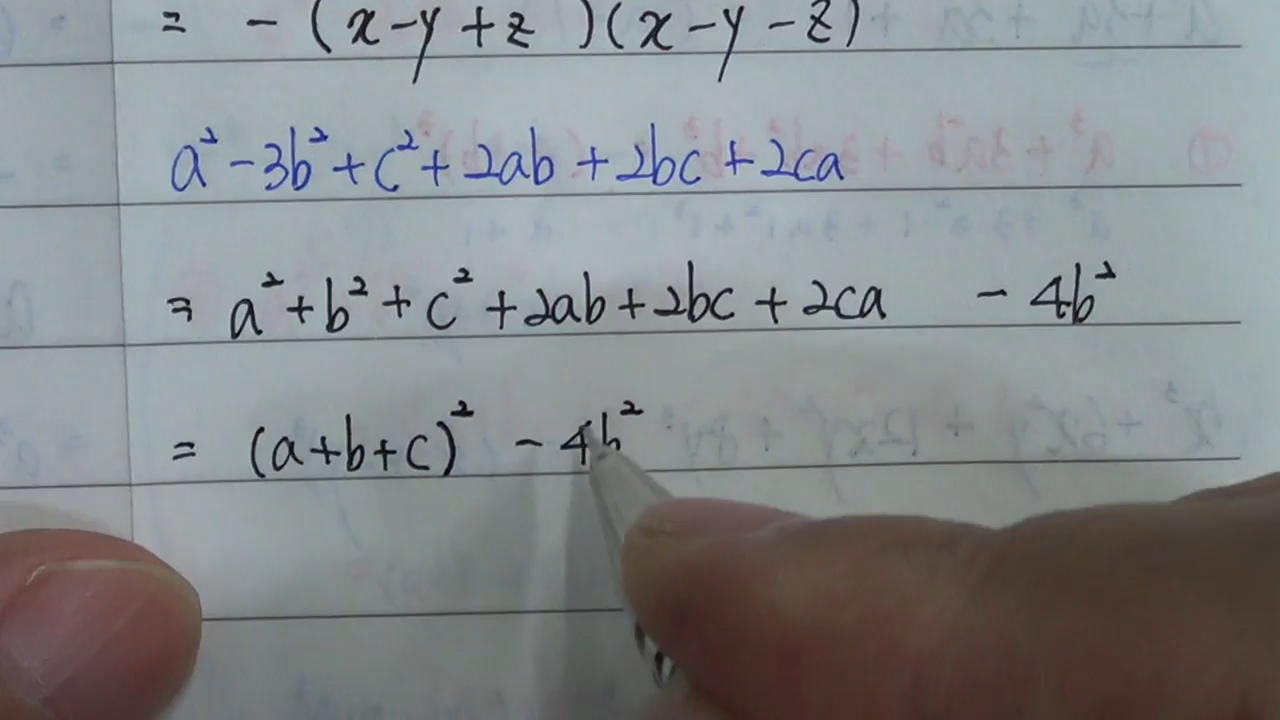 = - (x-y+z )(x-y-z)
a² -3b² +c² + 2ab + 2bc + 2ca
= a² + b² + c² + 2ab + 2bc + 2ca - 4b²
= (a+b+c)² - 4b²